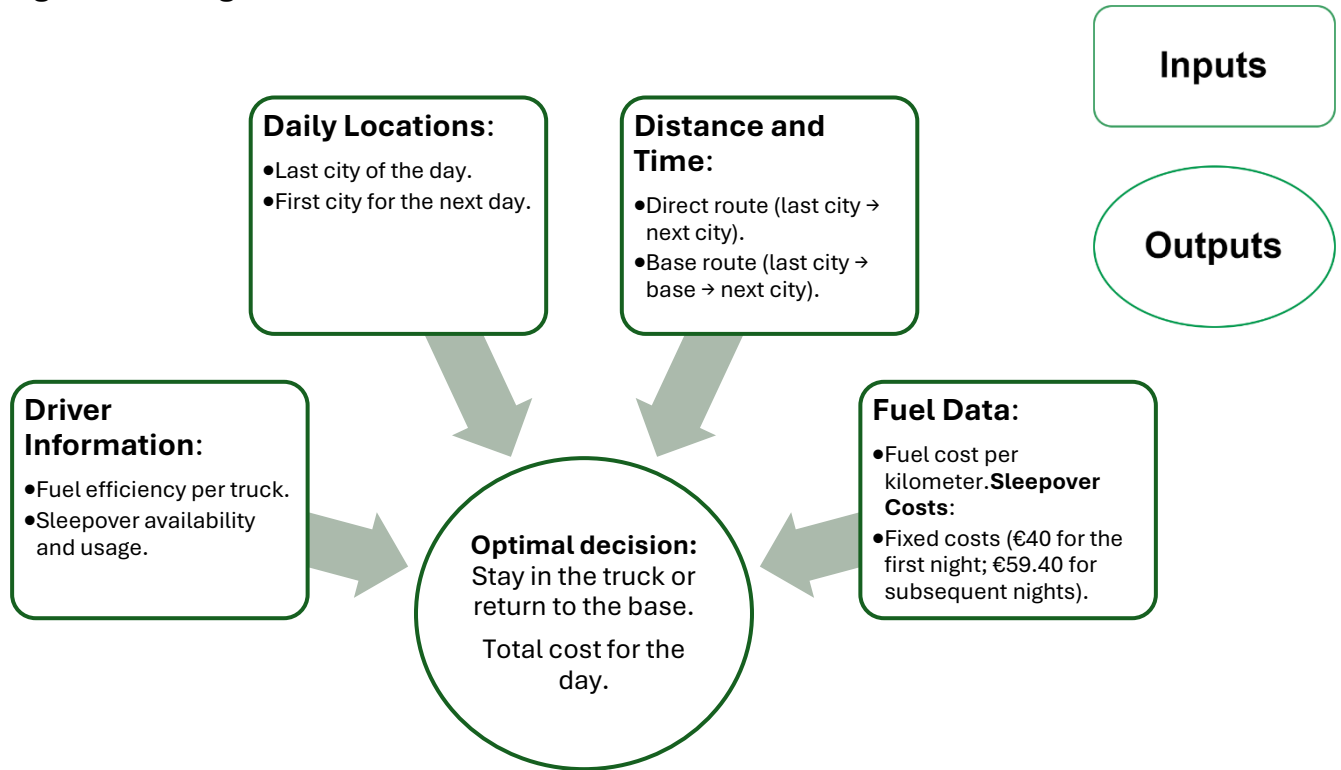 Inputs
Outputs
Daily Locations:
•Last city of the day.
•First city for the next day.
Distance and
Time:
•Direct route (last city →
next city).
•Base route (last city →
base → next city).
Driver
Information:
•Fuel efficiency per truck.
•Sleepover availability
and usage.
Fuel Data:
•Fuel cost per
kilometer.Sleepover
Costs:
•Fixed costs (€40 for the
first night; €59.40 for
subsequent nights).
Optimal decision:
Stay in the truck or
return to the base.
Total cost for the
day.